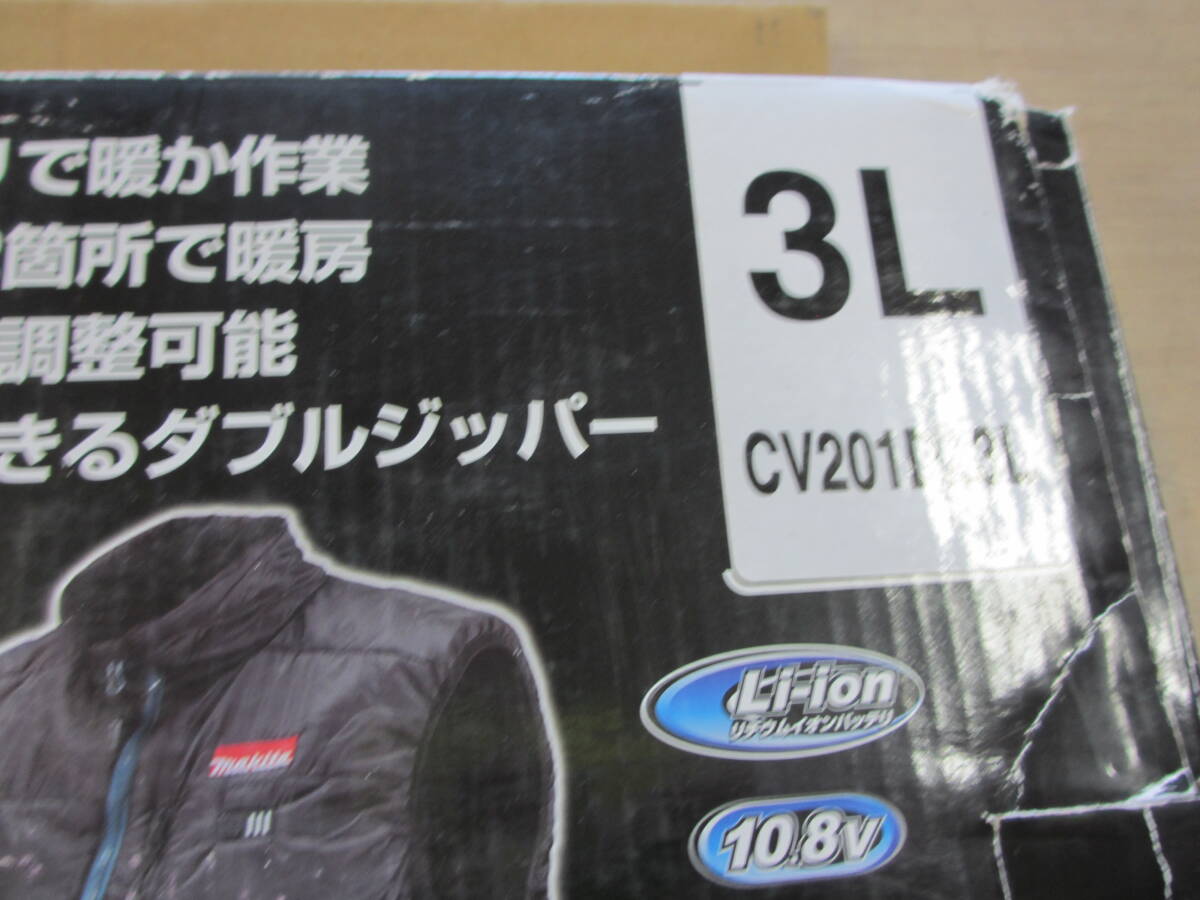 で暖か作業
箇所で暖房
調整可能
きるダブルジッパー
3L
Li-ion
リチウムイオンバッテリ
makita
10.8V